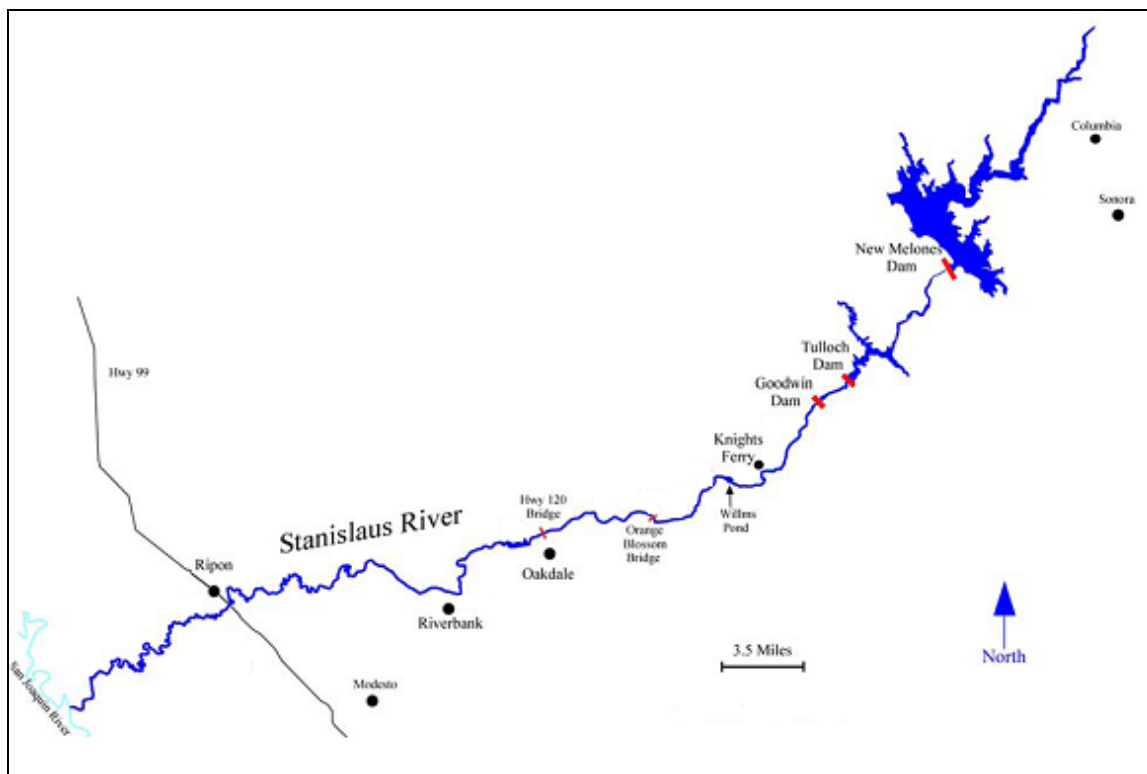 Columbia
Sonora
New Melones
Dam
Hwy 99
Tulloch
Dam
Goodwin
Dam
Knights
Ferry
Willms
Pond
Hwy 120
Bridge
Stanislaus River
Orange
Blossom
Bridge
Oakdale
Ripon
Riverbank
3.5 Miles
North
Modesto
San Joaquin River